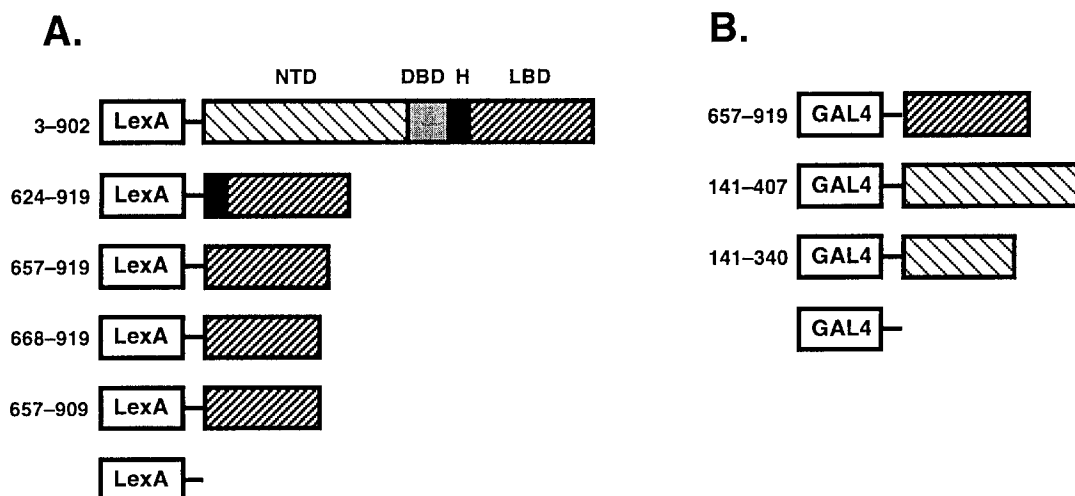 A.
NTD DBD H LBD
3–902 LexA
624–919 LexA
657–919 LexA
668–919 LexA
657–909 LexA
LexA
B.
657–919 GAL4
141–407 GAL4
141–340 GAL4
GAL4